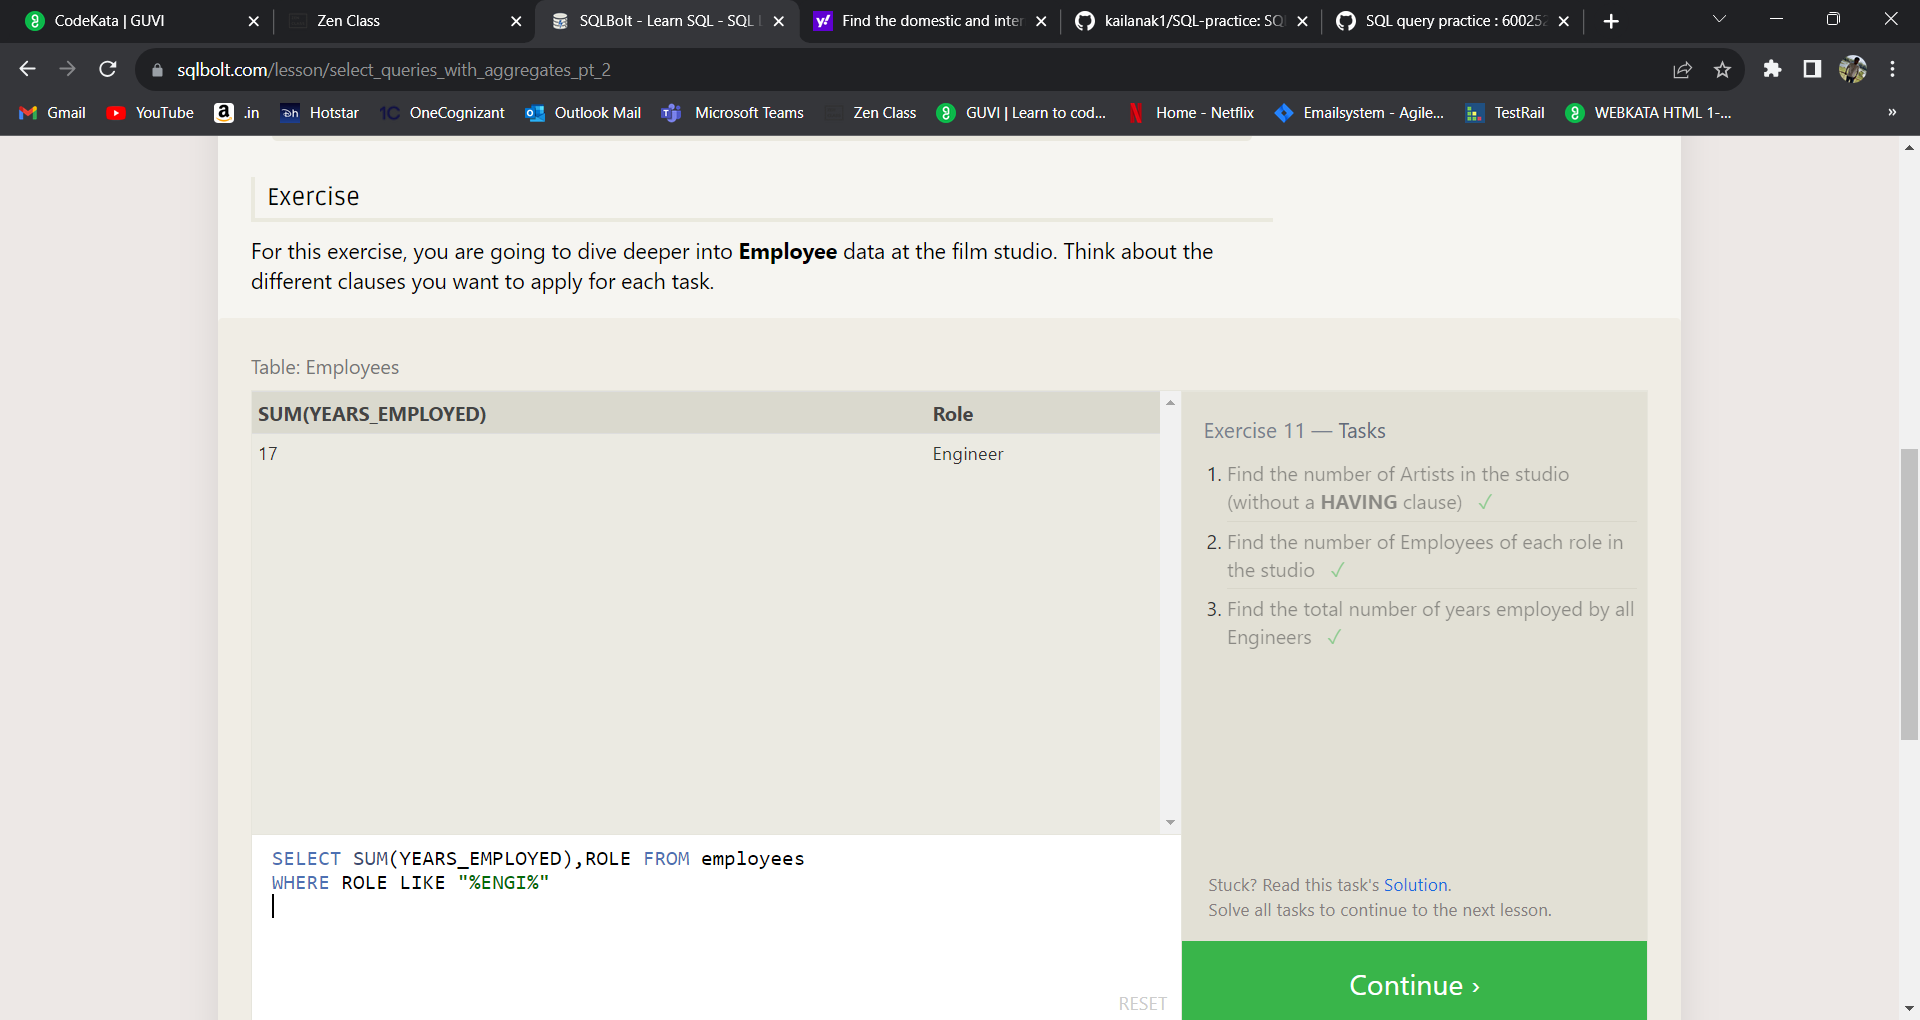 CodeKata | GUVI
Zen Class
SQLBolt - Learn SQL - SQL
Find the domestic and inter
kailanak1/SQL-practice: SQ
SQL query practice : 60025
sqlbolt.com/lesson/select_queries_with_aggregates_pt_2
Gmail
YouTube
.in
Hotstar
OneCognizant
Outlook Mail
Microsoft Teams
Zen Class
GUVI | Learn to cod...
Home - Netflix
Emailsystem - Agile...
TestRail
WEBKATA HTML 1-...
»
Exercise
For this exercise, you are going to dive deeper into Employee data at the film studio. Think about the
different clauses you want to apply for each task.
Table: Employees
SUM(YEARS_EMPLOYED) Role
17 Engineer
Exercise 11 — Tasks
1. Find the number of Artists in the studio
(without a HAVING clause) ✓
2. Find the number of Employees of each role in
the studio ✓
3. Find the total number of years employed by all
Engineers ✓
SELECT SUM(YEARS_EMPLOYED),ROLE FROM employees
WHERE ROLE LIKE "%ENGI%"
RESET
Stuck? Read this task's Solution.
Solve all tasks to continue to the next lesson.
Continue ›